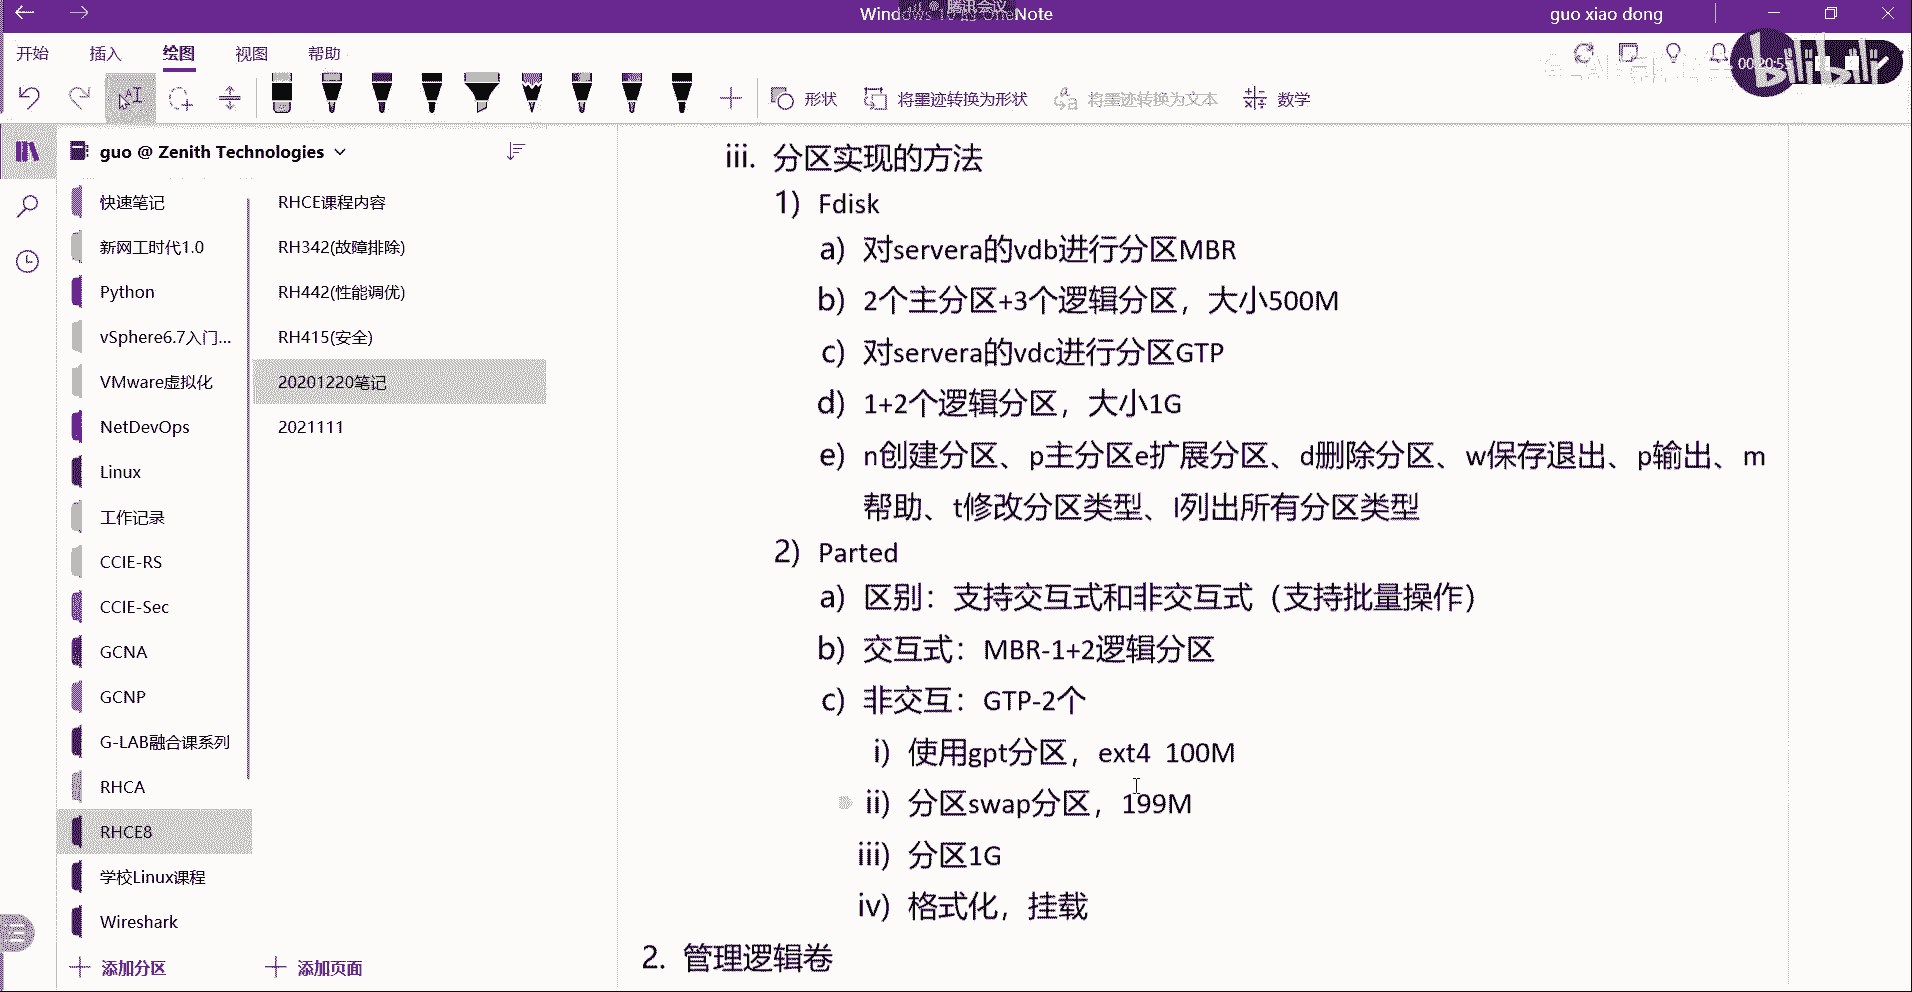 腾讯会议
guo xiao dong
开始 插入 绘图 视图 帮助
bilibili
形状 将墨迹转换为形状 将墨迹转换为文本 数学
guo @ Zenith Technologies
快速笔记
新网工时代1.0
Python
vSphere6.7入门...
VMware虚拟化
NetDevOps
Linux
工作记录
CCIE-RS
CCIE-Sec
GCNA
GCNP
G-LAB融合课系列
RHCA
RHCE8
学校Linux课程
Wireshark
添加分区
RHCE课程内容
RH342(故障排除)
RH442(性能调优)
RH415(安全)
20201220笔记
2021111
添加页面
iii. 分区实现的方法
1) Fdisk
a) 对servera的vdb进行分区MBR
b) 2个主分区+3个逻辑分区，大小500M
c) 对servera的vdc进行分区GTP
d) 1+2个逻辑分区，大小1G
e) n创建分区、p主分区e扩展分区、d删除分区、w保存退出、p输出、m
帮助、t修改分区类型、l列出所有分区类型
2) Parted
a) 区别：支持交互式和非交互式（支持批量操作）
b) 交互式：MBR-1+2逻辑分区
c) 非交互：GTP-2个
i) 使用gpt分区，ext4 100M
ii) 分区swap分区，199M
iii) 分区1G
iv) 格式化，挂载
2. 管理逻辑卷